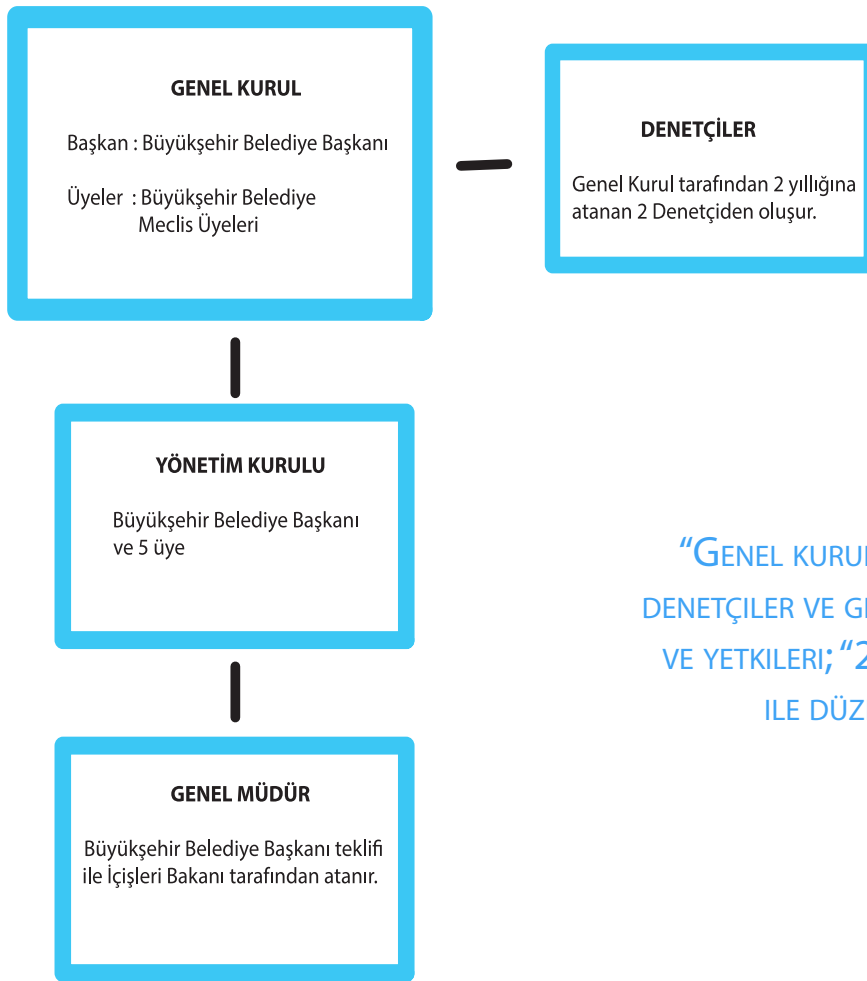 GENEL KURUL
Başkan : Büyükşehir Belediye Başkanı
Üyeler : Büyükşehir Belediye
Meclis Üyeleri
DENETÇİLER
Genel Kurul tarafından 2 yıllığına
atanan 2 Denetçiden oluşur.
YÖNETİM KURULU
Büyükşehir Belediye Başkanı
ve 5 üye
"GENEL KURUL
DENETÇILER VE
VE YETKILERI; "2
ILE
GENEL MÜDÜR
Büyükşehir Belediye Başkanı teklifi
ile İçişleri Bakanı tarafından atanır.